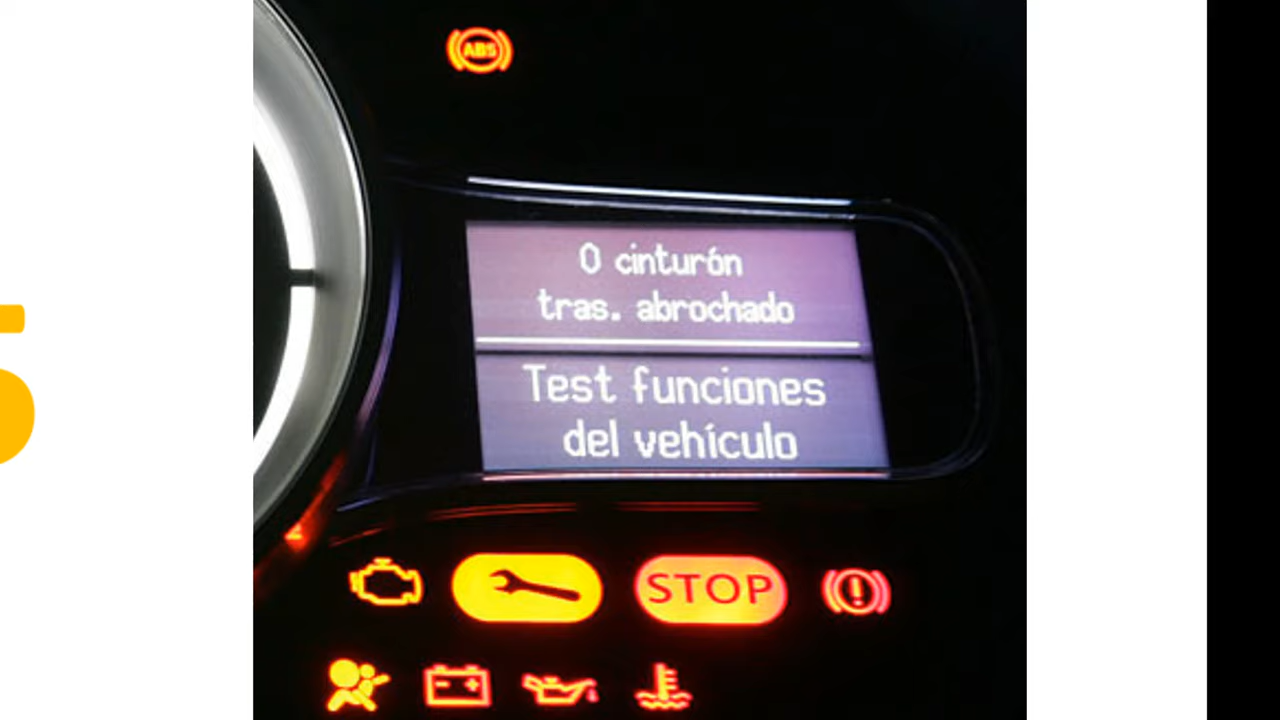 ABS
0 cinturón
tras. abrochado
Test funciones
del vehículo
STOP